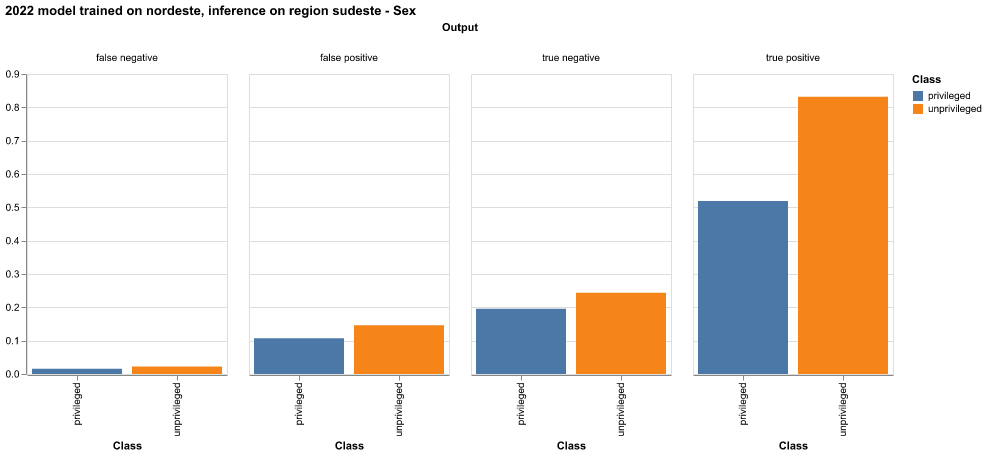 2022 model trained on nordeste, inference on region sudeste - Sex
Output
false negative
false positive
true negative
true positive
0.9
0.8
0.7
0.6
0.5
0.4
0.3
0.2
0.1
0.0
privileged
unprivileged
privileged
unprivileged
privileged
unprivileged
privileged
unprivileged
Class
Class
Class
Class
Class
privileged
unprivileged